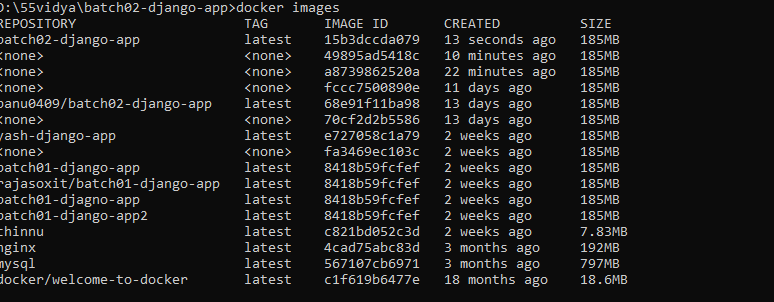 D:\55vidya\batch02-django-app>docker images
REPOSITORY TAG IMAGE ID CREATED SIZE
batch02-django-app latest 15b3dccda079 13 seconds ago 185MB
<none> <none> 49895ad5418c 10 minutes ago 185MB
<none> <none> a8739862520a 22 minutes ago 185MB
<none> <none> fccc7500890e 11 days ago 185MB
banu0409/batch02-django-app latest 68e91f11ba98 13 days ago 185MB
<none> <none> 70cf2d2b5586 13 days ago 185MB
yash-django-app latest e727058c1a79 2 weeks ago 185MB
<none> <none> fa3469ec103c 2 weeks ago 185MB
batch01-django-app latest 8418b59fcfef 2 weeks ago 185MB
rajasoxit/batch01-django-app latest 8418b59fcfef 2 weeks ago 185MB
batch01-djagno-app latest 8418b59fcfef 2 weeks ago 185MB
batch01-django-app2 latest 8418b59fcfef 2 weeks ago 185MB
chinnu latest c821bd052c3d 2 weeks ago 7.83MB
nginx latest 4cad75abc83d 3 months ago 192MB
mysql latest 567107cb6971 3 months ago 797MB
docker/welcome-to-docker latest c1f619b6477e 18 months ago 18.6MB